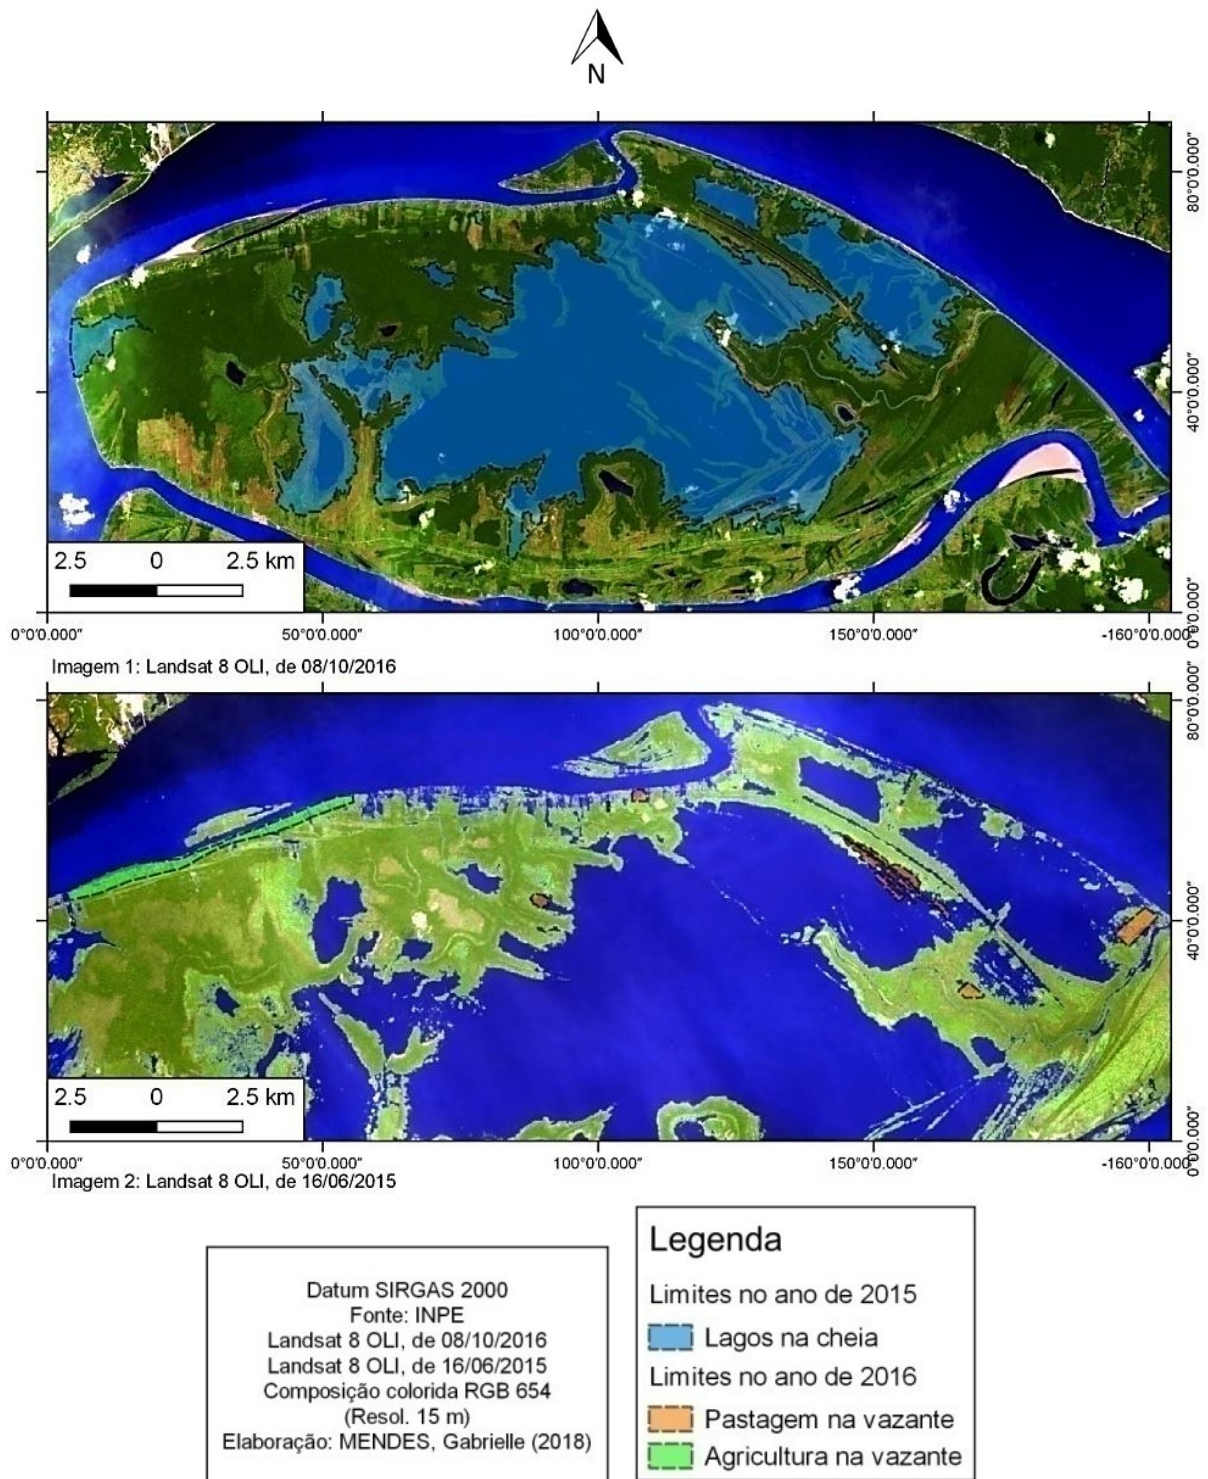 N
80°0'0.000"
40°0'0.000"
0°0'0.000"
2.5 0 2.5 km
0°0'0.000" 50°0'0.000" 100°0'0.000" 150°0'0.000" -160°0'0.000"
Imagem 1: Landsat 8 OLI, de 08/10/2016
80°0'0.000"
40°0'0.000"
0°0'0.000"
2.5 0 2.5 km
0°0'0.000" 50°0'0.000" 100°0'0.000" 150°0'0.000" -160°0'0.000"
Imagem 2: Landsat 8 OLI, de 16/06/2015
Datum SIRGAS 2000
Fonte: INPE
Landsat 8 OLI, de 08/10/2016
Landsat 8 OLI, de 16/06/2015
Composição colorida RGB 654
(Resol. 15 m)
Elaboração: MENDES, Gabrielle (2018)
Legenda
Limites no ano de 2015
Lagos na cheia
Limites no ano de 2016
Pastagem na vazante
Agricultura na vazante